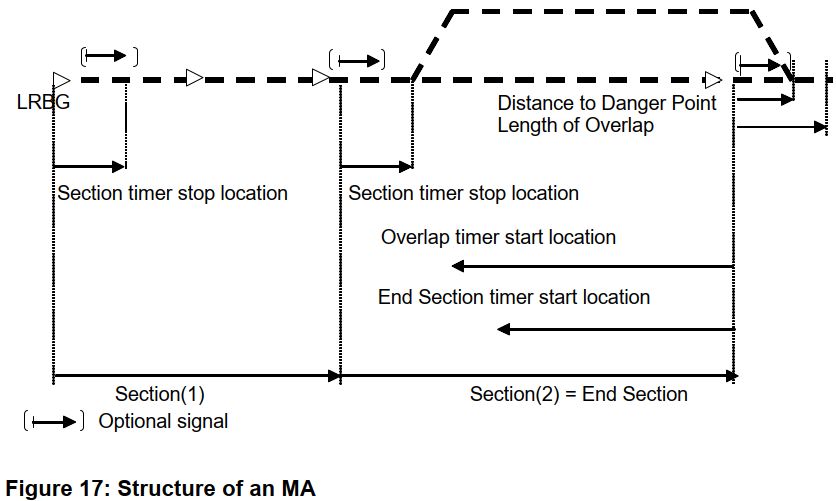 LRBG
Distance to Danger Point
Length of Overlap
Section timer stop location
Section timer stop location
Overlap timer start location
End Section timer start location
Section(1)
Section(2) = End Section
Optional signal
Figure 17: Structure of an MA